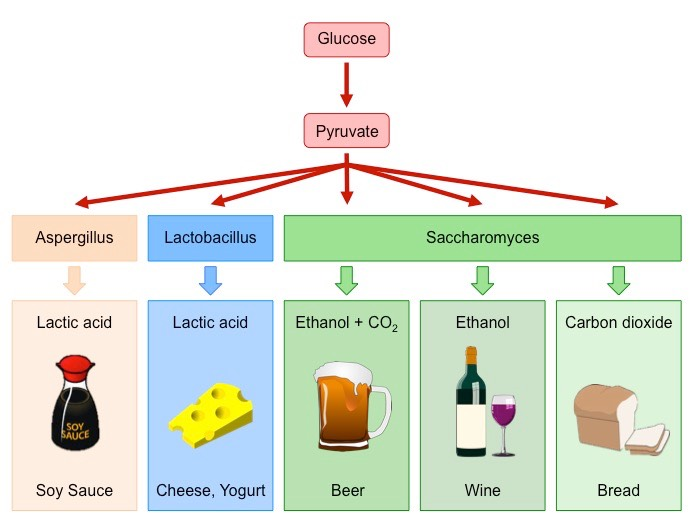 Glucose
Pyruvate
Aspergillus
Lactobacillus
Saccharomyces
Lactic acid
Lactic acid
Ethanol + CO₂
Ethanol
Carbon dioxide
SOY
SAUCE
Soy Sauce
Cheese, Yogurt
Beer
Wine
Bread